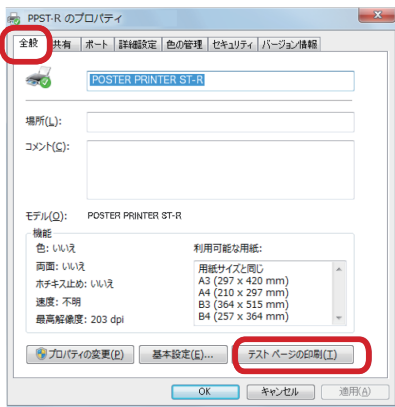 PPST-R のプロパティ
全般 共有 ポート 詳細設定 色の管理 セキュリティ バージョン情報
POSTER PRINTER ST-R
場所(L):
コメント(C):
モデル(O): POSTER PRINTER ST-R
機能
色: いいえ 利用可能な用紙:
両面: いいえ 用紙サイズと同じ
ホチキス止め: いいえ A3 (297 x 420 mm)
A4 (210 x 297 mm)
速度: 不明 B3 (364 x 515 mm)
最高解像度: 203 dpi B4 (257 x 364 mm)
プロパティの変更(P) 基本設定(E)... テスト ページの印刷(T)
OK キャンセル 適用(A)